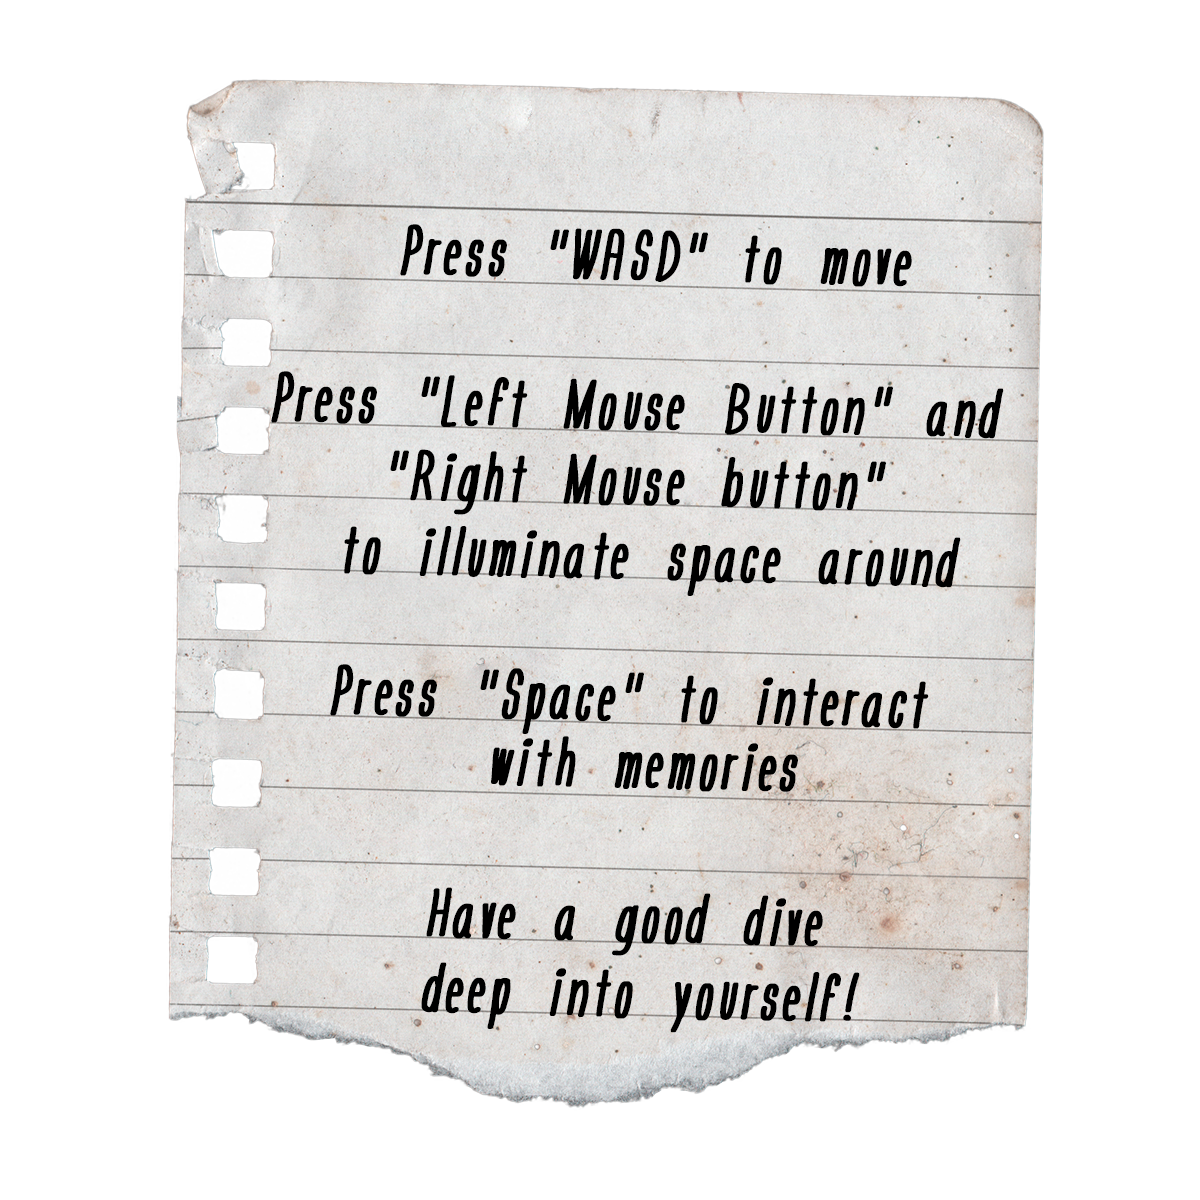 Press "WASD" to move
Press "Left Mouse Button" and
"Right Mouse button"
to illuminate space around
Press "Space" to interact
with memories
Have a good dive
deep into yourself!